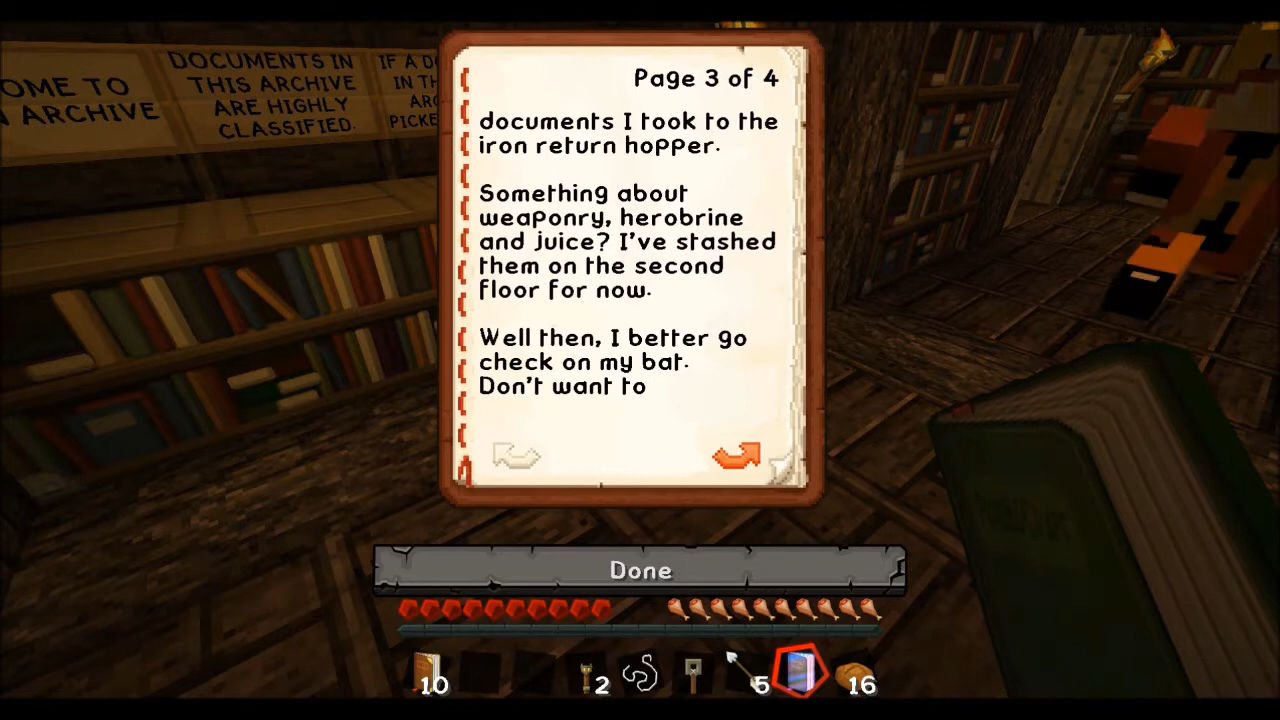 OME TO
ARCHIVE
DOCUMENTS IN
THIS ARCHIVE
ARE HIGHLY
CLASSIFIED.
IF A
IN TH
ARC
PICKE
Page 3 of 4
documents I took to the
iron return hopper.
Something about
weaponry, herobrine
and juice? I've stashed
them on the second
floor for now.
Well then, I better go
check on my bat.
Don't want to
Done
10
2
5
16